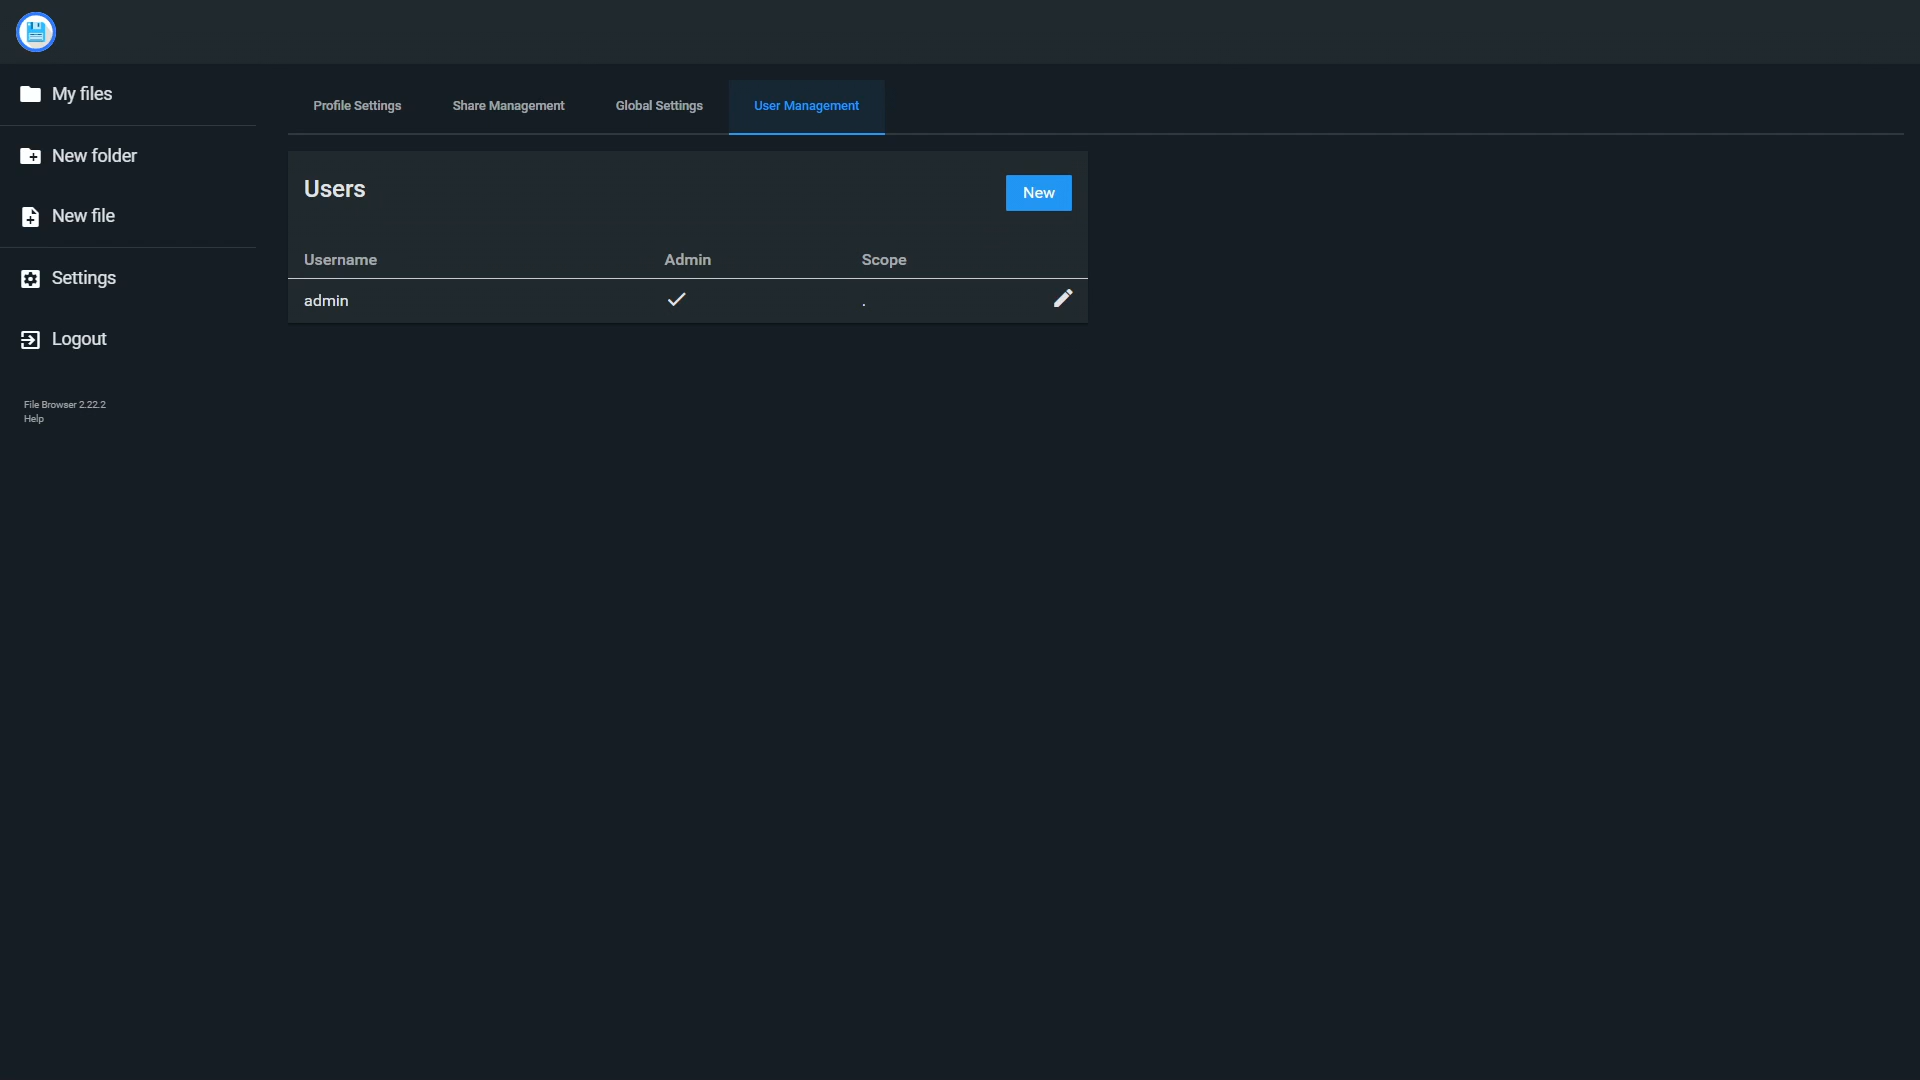 My files
New folder
New file
Settings
Logout
File Browser 2.22.2
Help
Profile Settings
Share Management
Global Settings
User Management
Users
New
Username Admin Scope
admin .